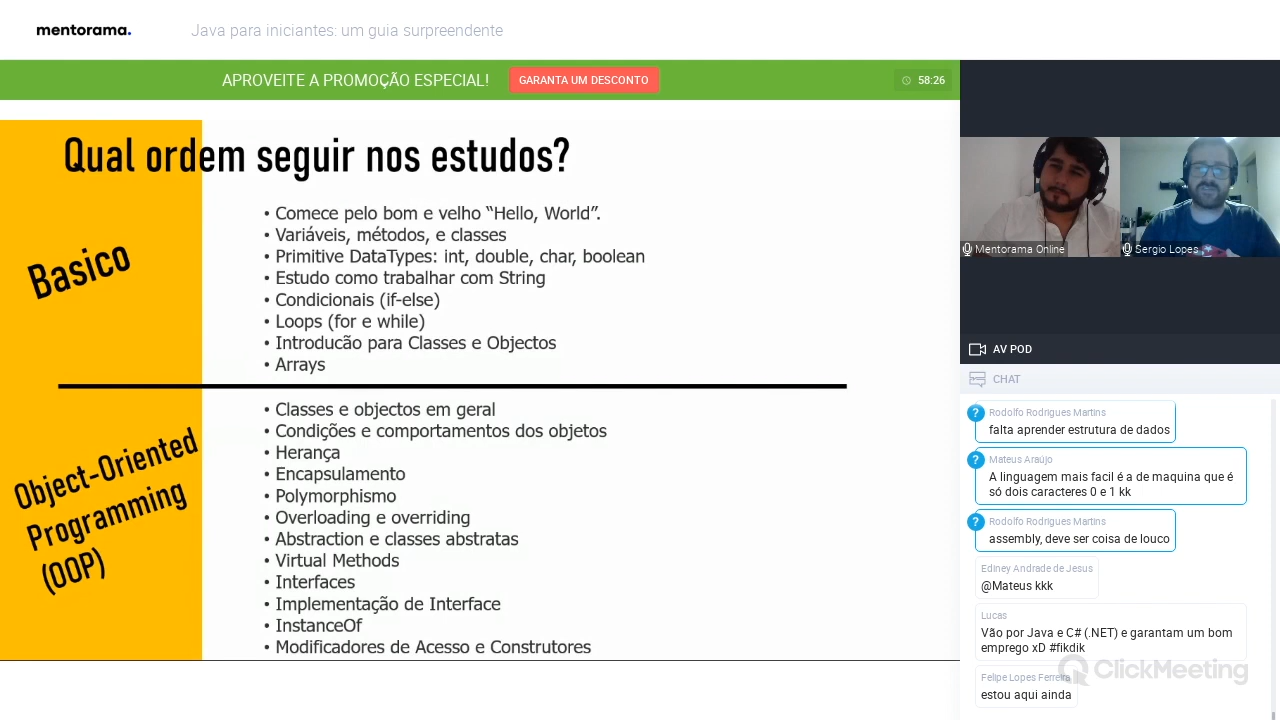 mentorama.
Java para iniciantes: um guia surpreendente
APROVEITE A PROMOÇÃO ESPECIAL!
GARANTA UM DESCONTO
58:26
Qual ordem seguir nos estudos?
Basico
• Comece pelo bom e velho “Hello, World”.
• Variáveis, métodos, e classes
• Primitive DataTypes: int, double, char, boolean
• Estudo como trabalhar com String
• Condicionais (if-else)
• Loops (for e while)
• Introducão para Classes e Objectos
• Arrays
Object-Oriented
Programming
(OOP)
• Classes e objectos em geral
• Condições e comportamentos dos objetos
• Herança
• Encapsulamento
• Polymorphismo
• Overloading e overriding
• Abstraction e classes abstratas
• Virtual Methods
• Interfaces
• Implementação de Interface
• InstanceOf
• Modificadores de Acesso e Construtores
Mentorama Online
Sergio Lopes
AV POD
CHAT
?
Rodolfo Rodrigues Martins
falta aprender estrutura de dados
?
Mateus Araújo
A linguagem mais facil é a de maquina que é
só dois caracteres 0 e 1 kk
?
Rodolfo Rodrigues Martins
assembly, deve ser coisa de louco
Ediney Andrade de Jesus
@Mateus kkk
Lucas
Vão por Java e C# (.NET) e garantam um bom
emprego xD #fikdik
ClickMeeting
Felipe Lopes Ferreira
estou aqui ainda